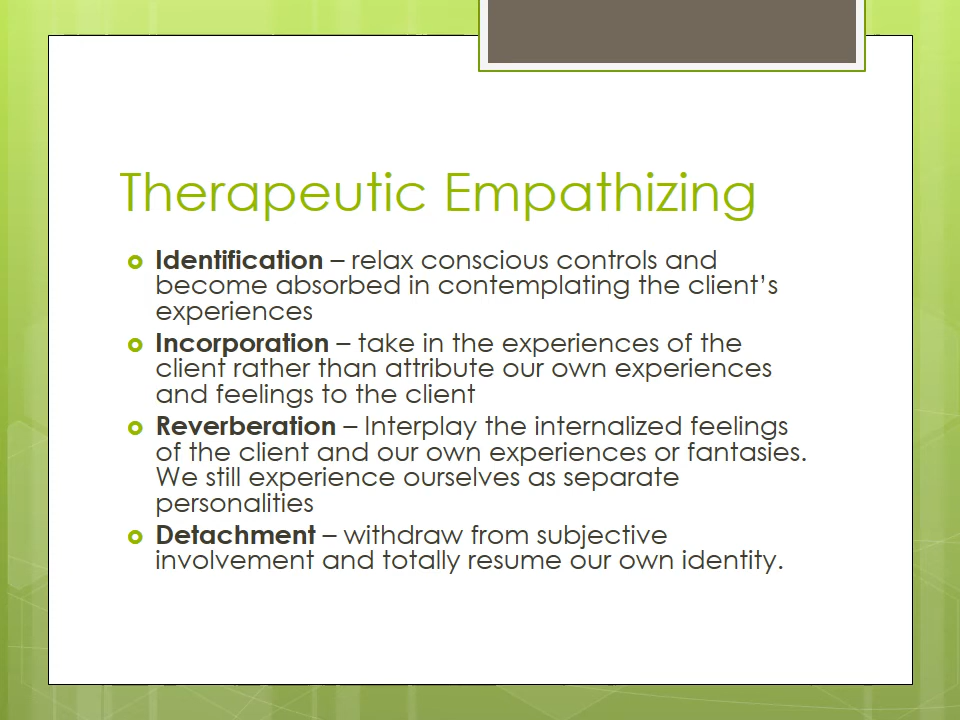 Therapeutic Empathizing
Identification – relax conscious controls and
become absorbed in contemplating the client’s
experiences
Incorporation – take in the experiences of the
client rather than attribute our own experiences
and feelings to the client
Reverberation – Interplay the internalized feelings
of the client and our own experiences or fantasies.
We still experience ourselves as separate
personalities
Detachment – withdraw from subjective
involvement and totally resume our own identity.